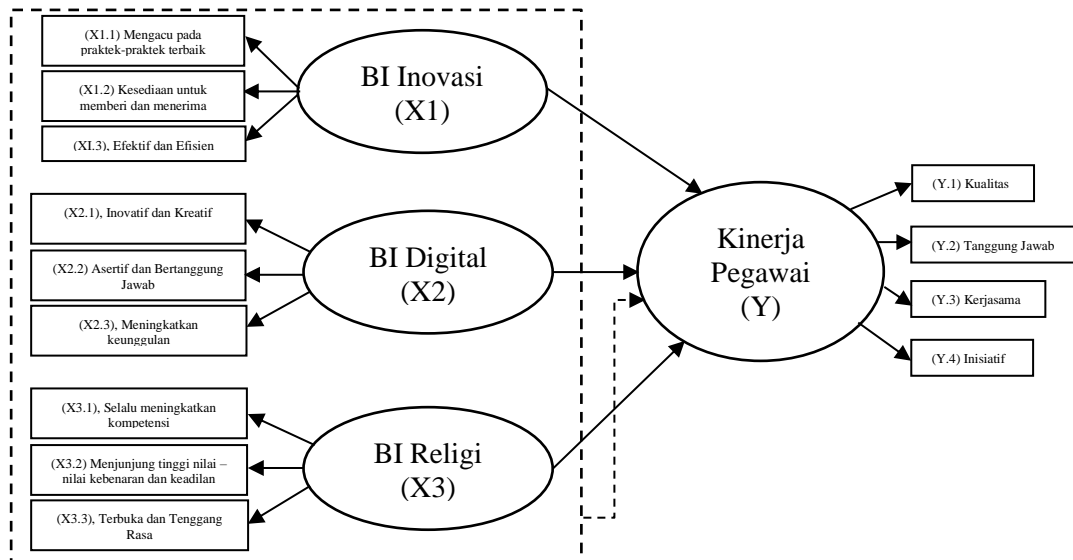 (X1.1) Mengacu pada
praktek-praktek terbaik
(X1.2) Kesediaan untuk
memberi dan menerima
(XI.3), Efektif dan Efisien
BI Inovasi
(X1)
(X2.1), Inovatif dan Kreatif
(X2.2) Asertif dan Bertanggung
Jawab
(X2.3), Meningkatkan
keunggulan
BI Digital
(X2)
(X3.1), Selalu meningkatkan
kompetensi
(X3.2) Menjunjung tinggi nilai –
nilai kebenaran dan keadilan
(X3.3), Terbuka dan Tenggang
Rasa
BI Religi
(X3)
Kinerja
Pegawai
(Y)
(Y.1) Kualitas
(Y.2) Tanggung Jawab
(Y.3) Kerjasama
(Y.4) Inisiatif